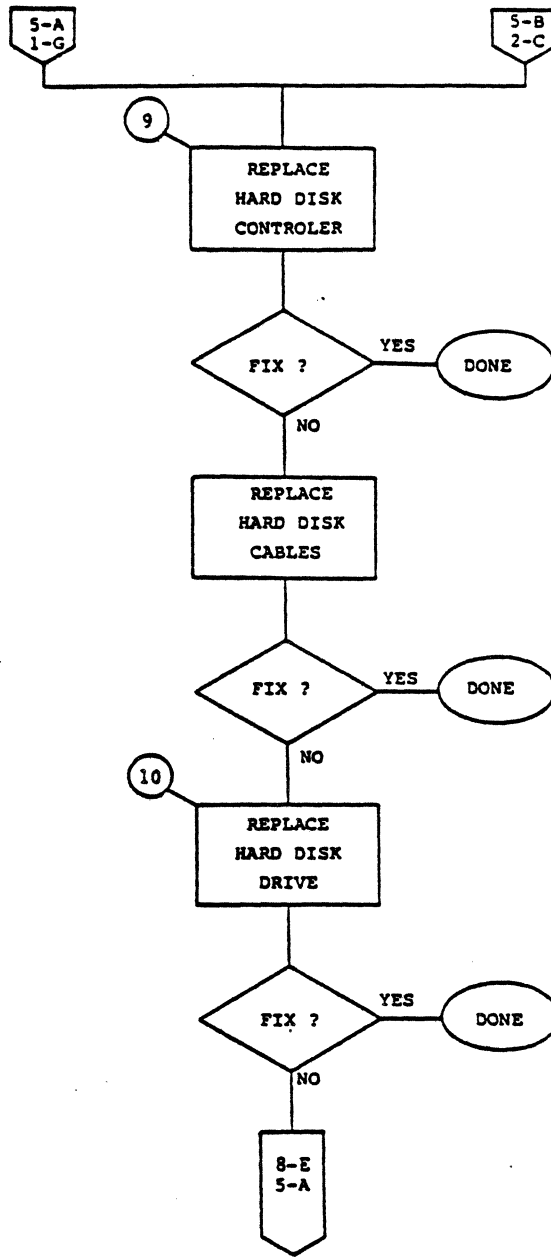 5-A
1-G
5-B
2-C
9
REPLACE
HARD DISK
CONTROLER
FIX ?
YES
DONE
NO
REPLACE
HARD DISK
CABLES
FIX ?
YES
DONE
NO
10
REPLACE
HARD DISK
DRIVE
FIX ?
YES
DONE
NO
8-E
5-A